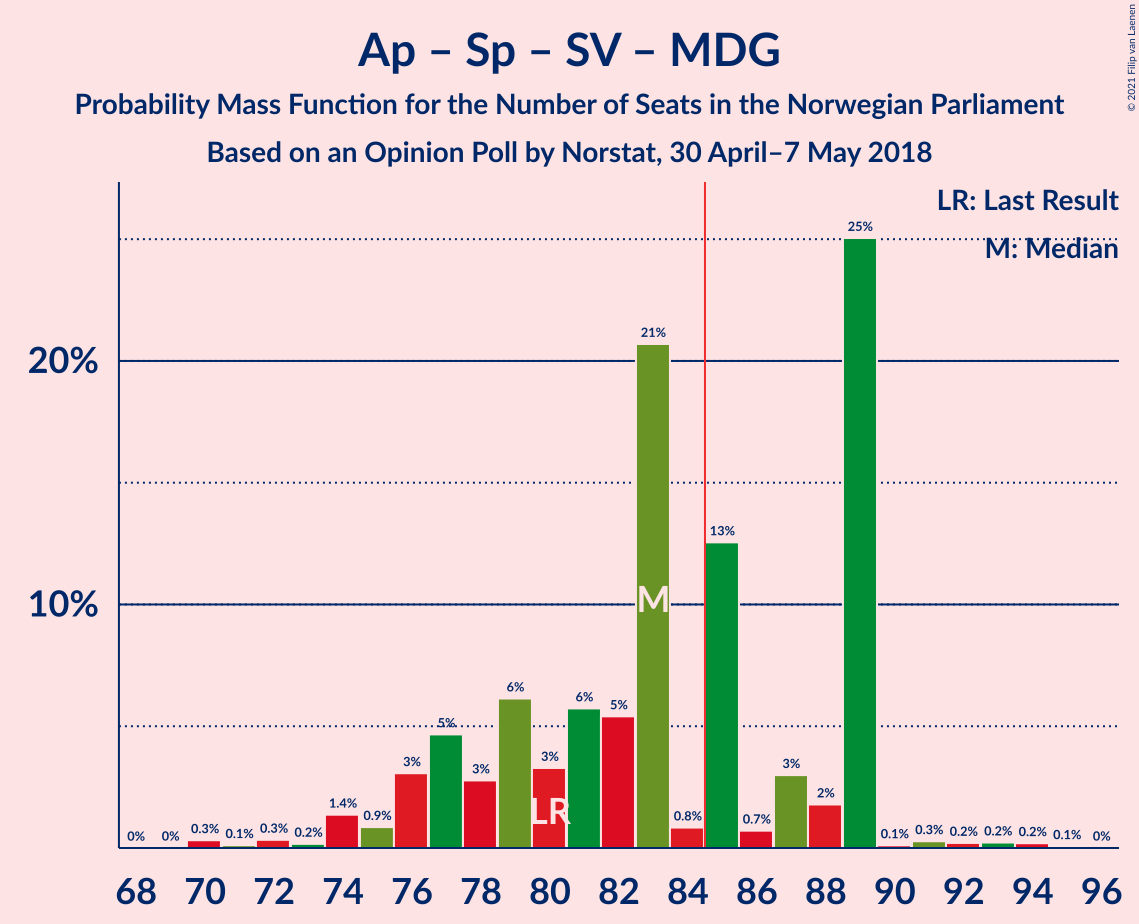 Ap – Sp – SV – MDG
Probability Mass Function for the Number of Seats in the Norwegian Parliament
Based on an Opinion Poll by Norstat, 30 April–7 May 2018
© 2021 Filip van Laenen
LR: Last Result
M: Median
20%
10%
0% 0% 0.3% 0.1% 0.3% 0.2% 1.4% 0.9% 3% 5% 3% 6% 3% 6% 5% 21% 0.8% 13% 0.7% 3% 2% 25% 0.1% 0.3% 0.2% 0.2% 0.2% 0.1% 0%
M
LR
68 70 72 74 76 78 80 82 84 86 88 90 92 94 96